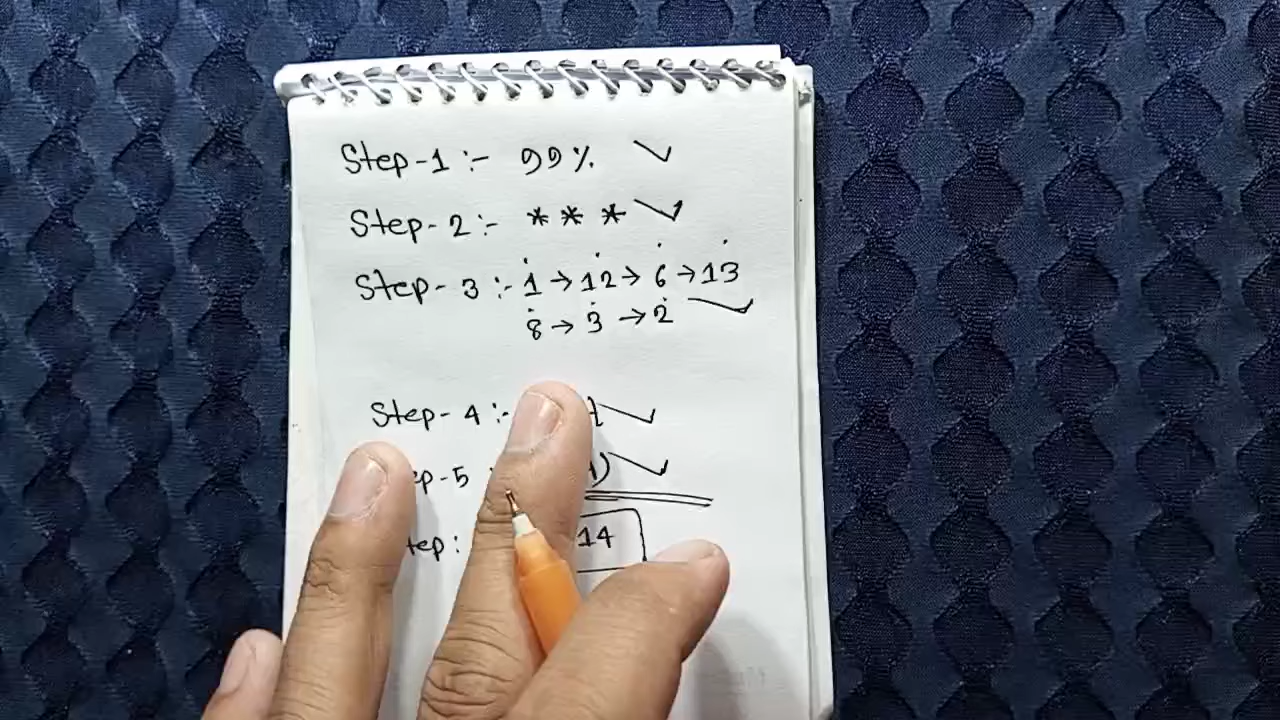 Step-1 :- 99%
Step-2 :- ***
Step-3 :- 1 → 12 → 6 → 13
8 → 3 → 2
Step-4 :-
ep-5
tep:
14